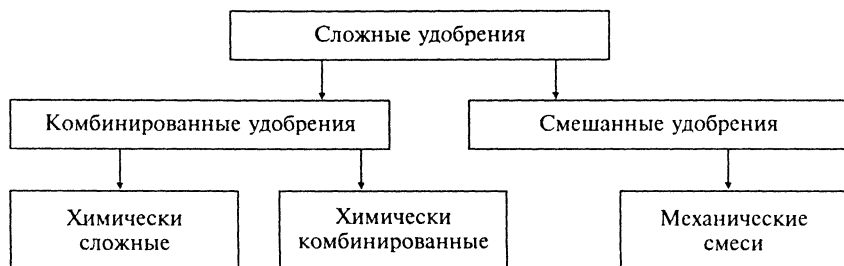 Сложные удобрения
Комбинированные удобрения
Смешанные удобрения
Химически
сложные
Химически
комбинированные
Механические
смеси